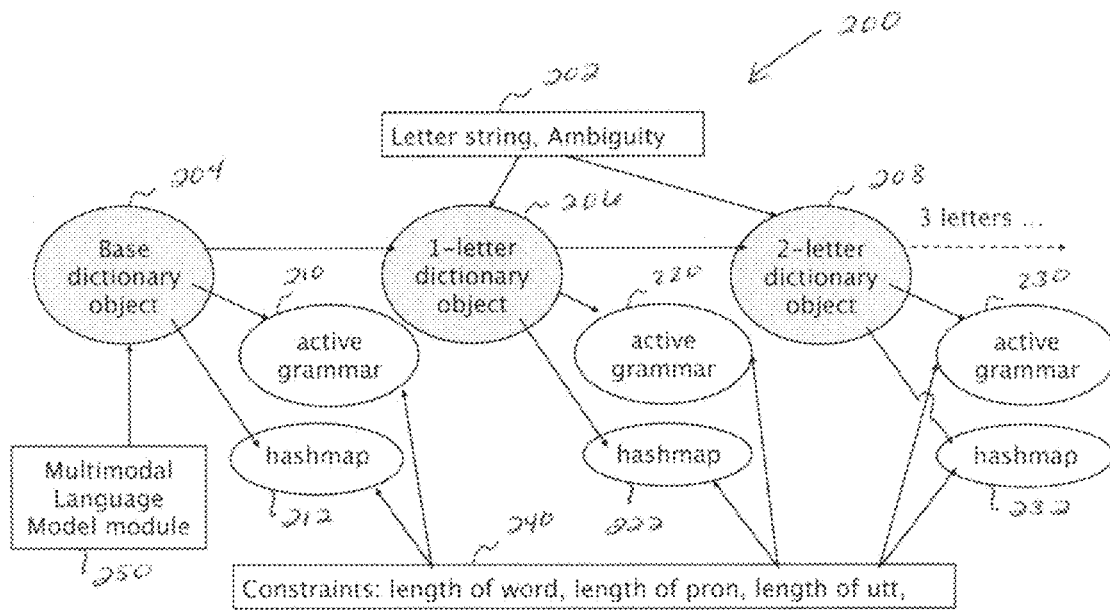 200
202
Letter string, Ambiguity
204
206
208
3 letters ...
Base
dictionary
object
1-letter
dictionary
object
2-letter
dictionary
object
210
220
230
active
grammar
active
grammar
active
grammar
hashmap
hashmap
hashmap
Multimodal
Language
Model module
212
222
232
240
250
Constraints: length of word, length of pron, length of utt,